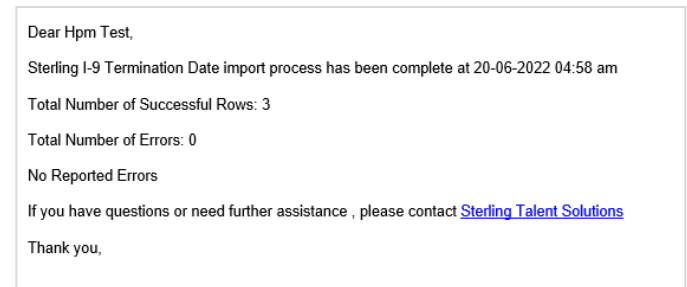 Dear Hpm Test,
Sterling I-9 Termination Date import process has been complete at 20-06-2022 04:58 am
Total Number of Successful Rows: 3
Total Number of Errors: 0
No Reported Errors
If you have questions or need further assistance , please contact Sterling Talent Solutions
Thank you,